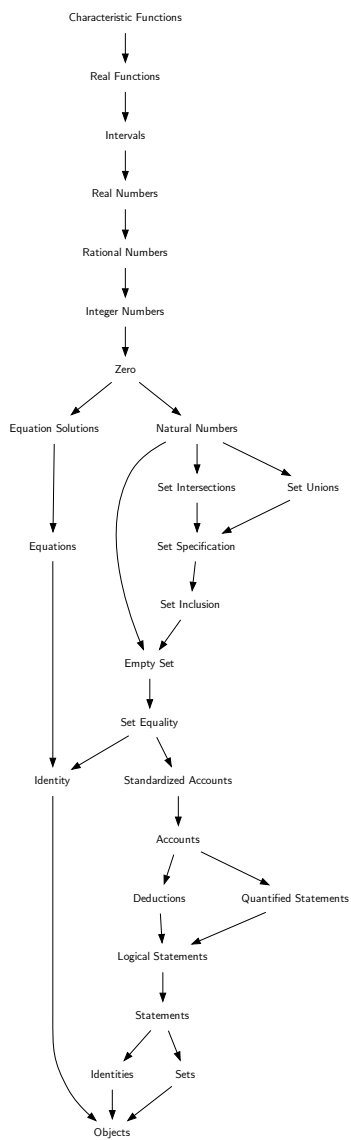 Characteristic Functions
Real Functions
Intervals
Real Numbers
Rational Numbers
Integer Numbers
Zero
Equation Solutions
Natural Numbers
Set Intersections
Set Unions
Equations
Set Specification
Set Inclusion
Empty Set
Set Equality
Identity
Standardized Accounts
Accounts
Deductions
Quantified Statements
Logical Statements
Statements
Identities
Sets
Objects